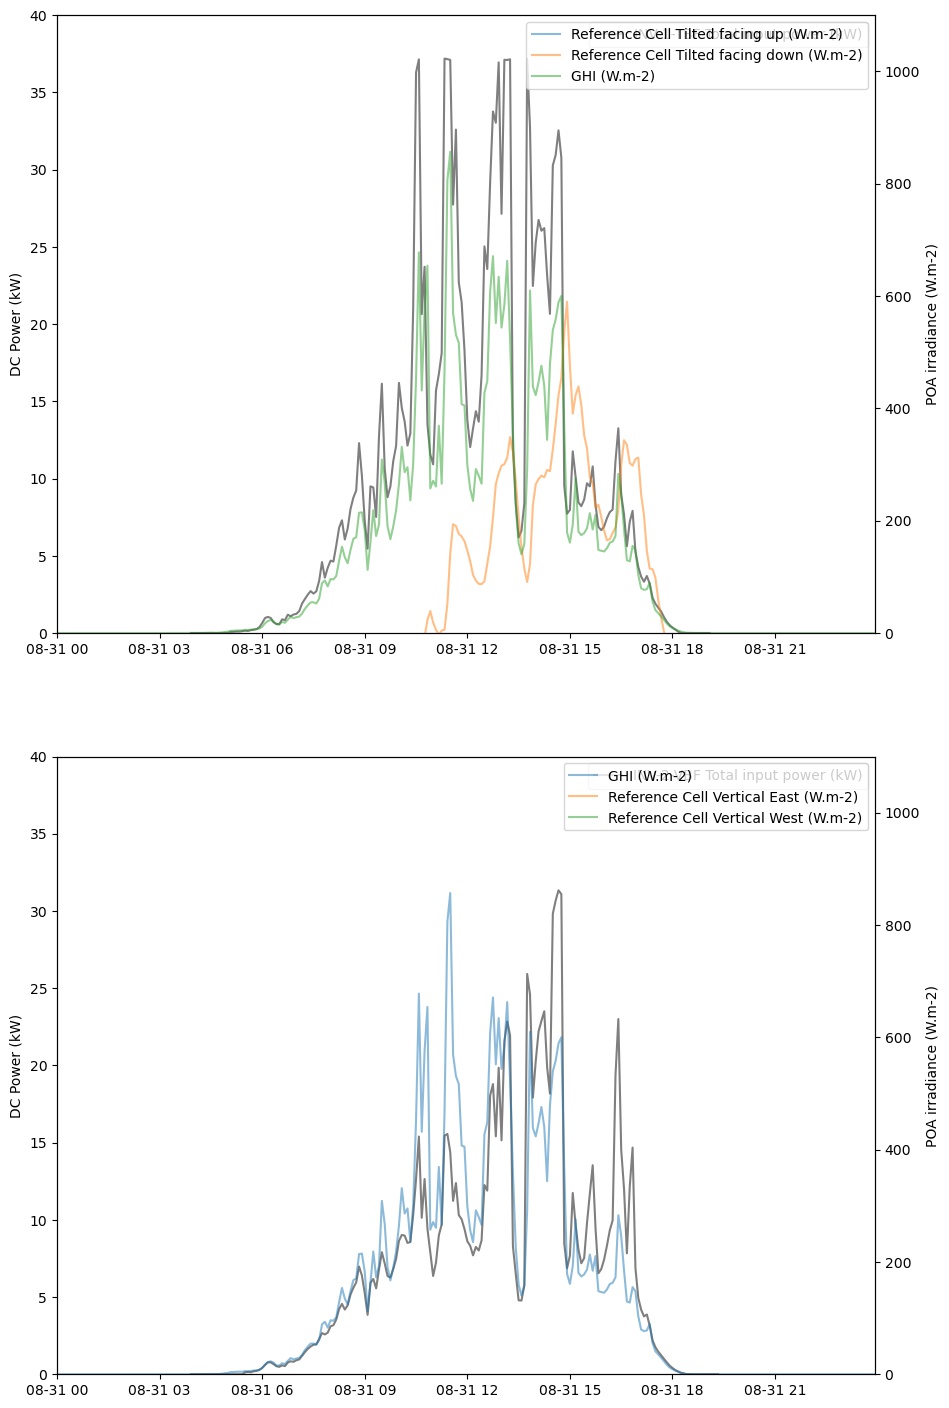 40
35
30
25
20
15
10
5
0
DC Power (kW)
Reference Cell Tilted facing up (W.m-2)
Reference Cell Tilted facing down (W.m-2)
GHI (W.m-2)
1000
800
600
400
200
0
POA irradiance (W.m-2)
08-31 00 08-31 03 08-31 06 08-31 09 08-31 12 08-31 15 08-31 18 08-31 21
40
35
30
25
20
15
10
5
0
DC Power (kW)
Total input power (kW)
GHI (W.m-2)
Reference Cell Vertical East (W.m-2)
Reference Cell Vertical West (W.m-2)
1000
800
600
400
200
0
POA irradiance (W.m-2)
08-31 00 08-31 03 08-31 06 08-31 09 08-31 12 08-31 15 08-31 18 08-31 21